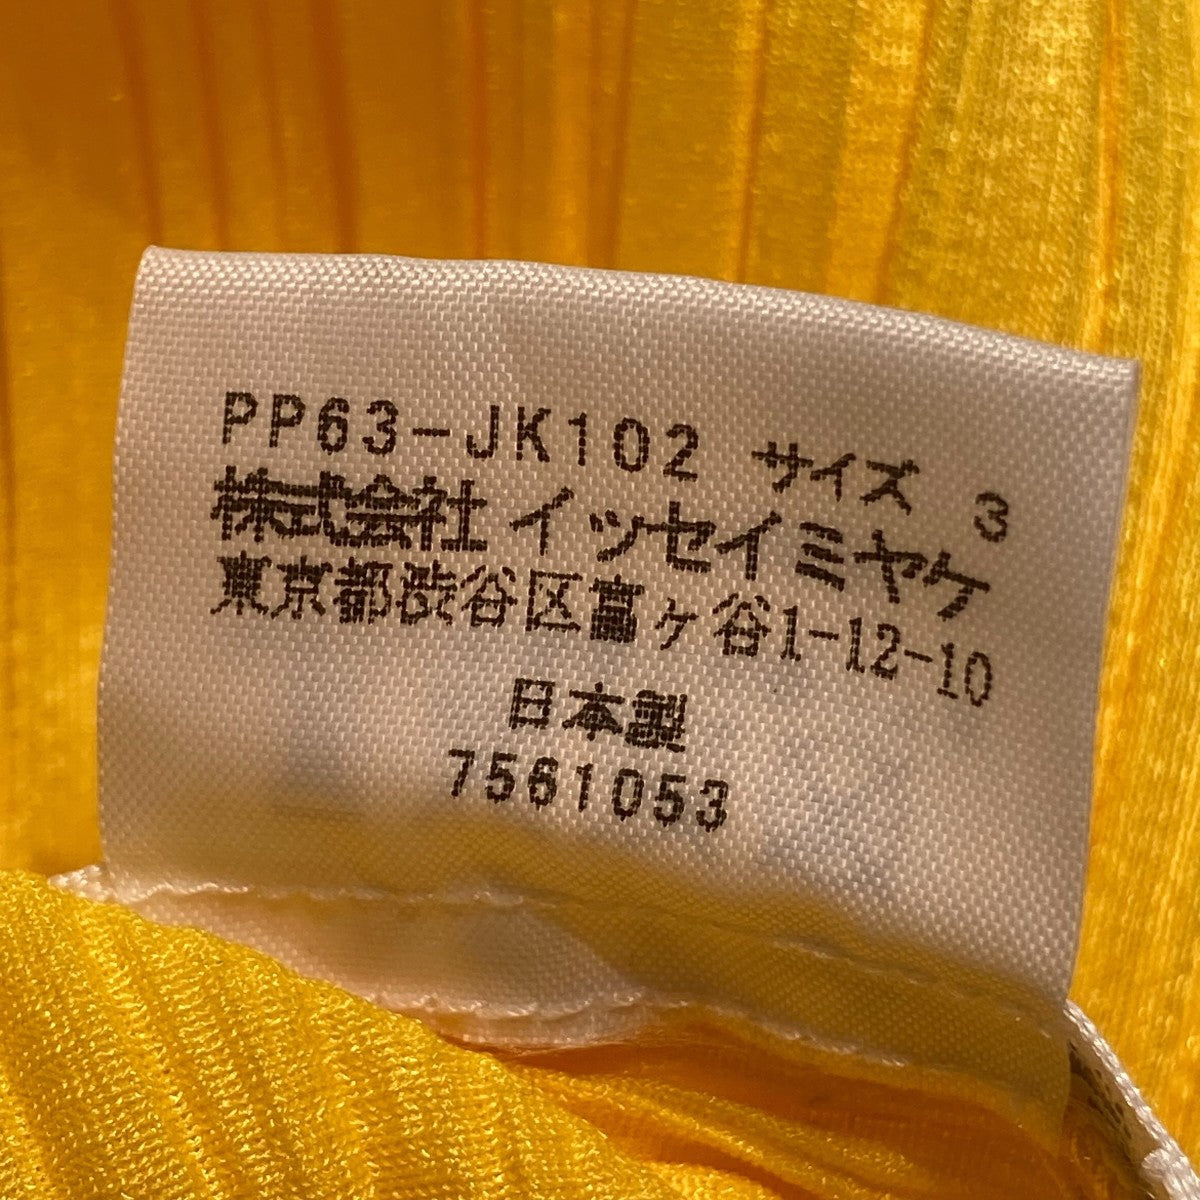 PP63-JK102 サイズ 3
株式会社 イッセイミヤケ
東京都渋谷区富ヶ谷1-12-10
日本製
7561053